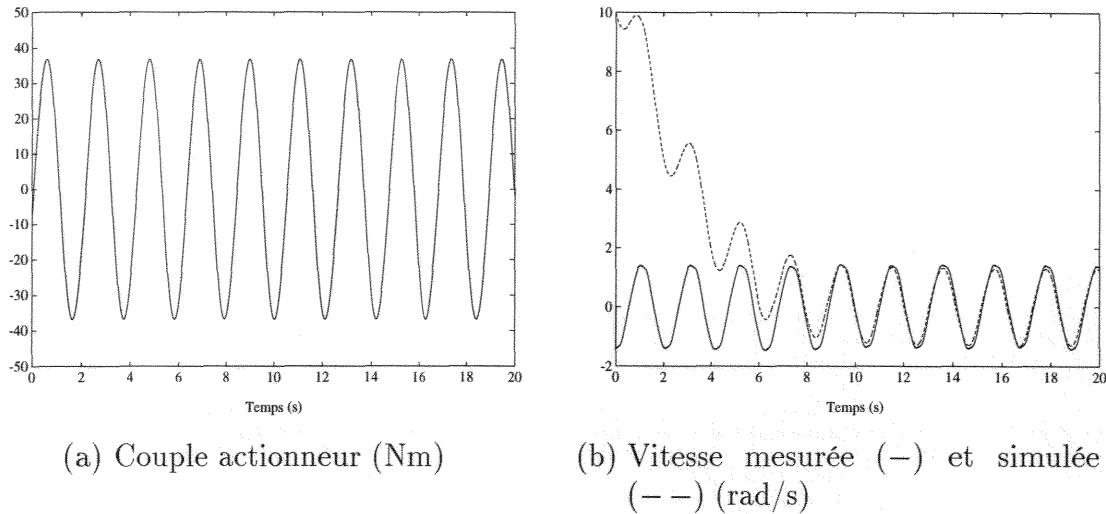 50
40
30
20
10
0
-10
-20
-30
-40
-50
0 2 4 6 8 10 12 14 16 18 20
Temps (s)
(a) Couple actionneur (Nm)
10
8
6
4
2
0
-2
0 2 4 6 8 10 12 14 16 18 20
Temps (s)
(b) Vitesse mesurée (−) et simulée
(− −) (rad/s)